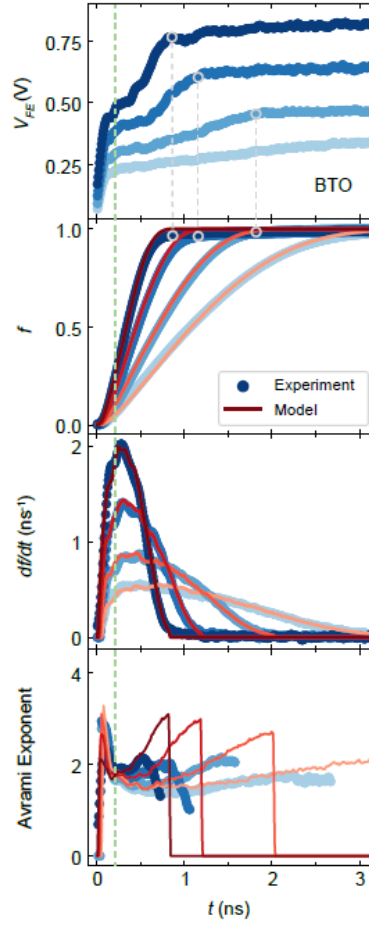 0.75
0.50
0.25
V_FE (V)
BTO
1.0
0.5
0.0
f
Experiment
Model
2
1
0
df/dt (ns⁻¹)
4
2
0
Avrami Exponent
0 1 2 3
t (ns)